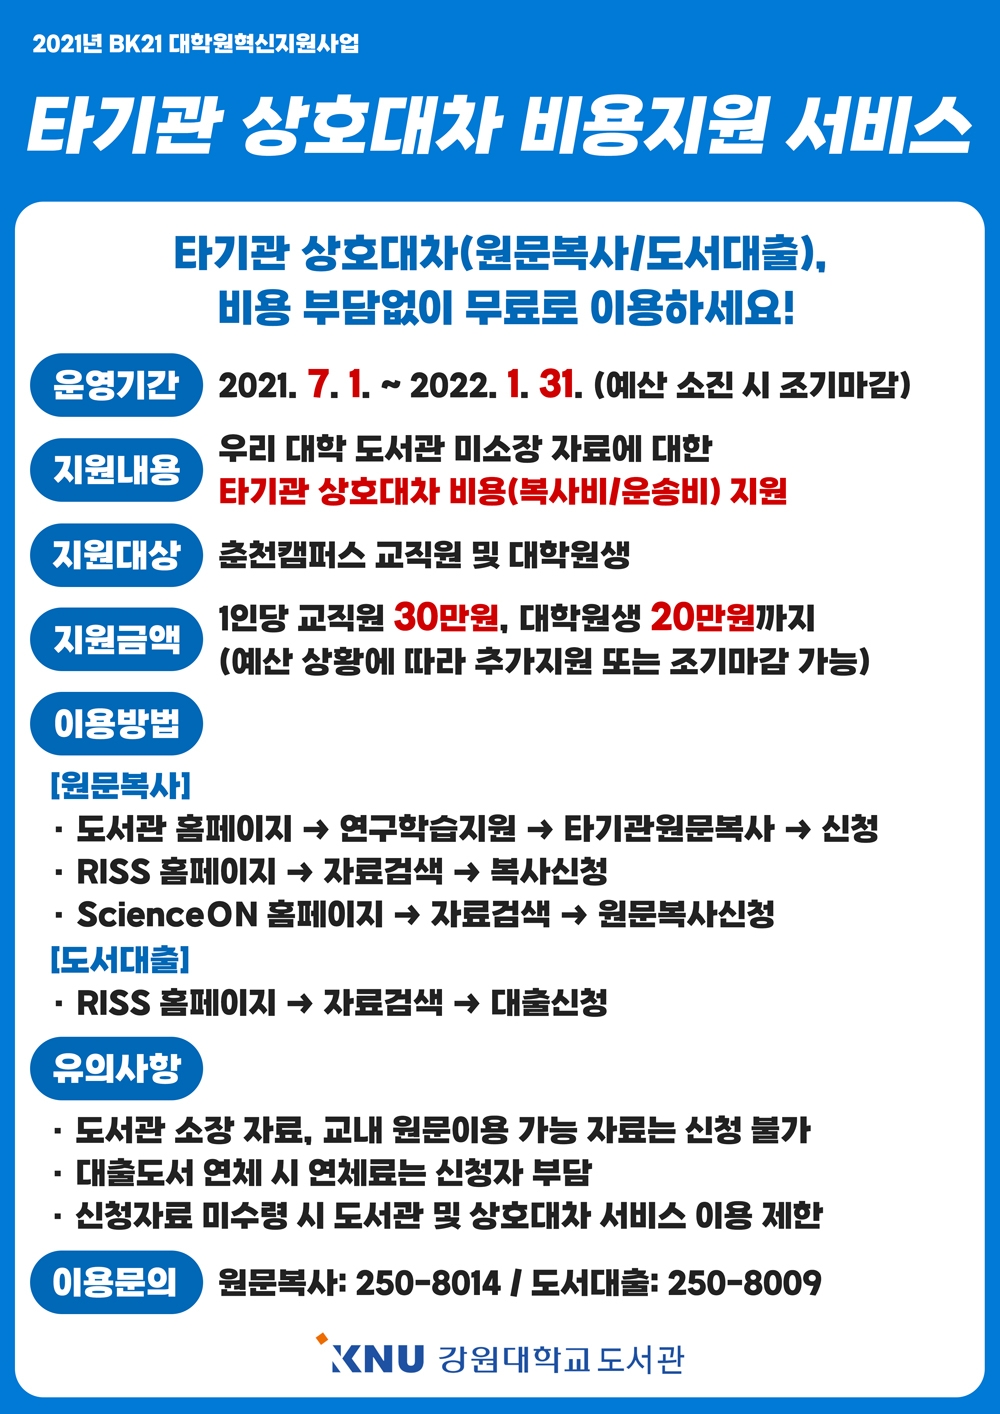 2021년 BK21 대학원혁신지원사업
타기관 상호대차 비용지원 서비스
타기관 상호대차(원문복사/도서대출),
비용 부담없이 무료로 이용하세요!
운영기간 2021. 7. 1. ~ 2022. 1. 31. (예산 소진 시 조기마감)
지원내용 우리 대학 도서관 미소장 자료에 대한
타기관 상호대차 비용(복사비/운송비) 지원
지원대상 춘천캠퍼스 교직원 및 대학원생
지원금액 1인당 교직원 30만원, 대학원생 20만원까지
(예산 상황에 따라 추가지원 또는 조기마감 가능)
이용방법
[원문복사]
· 도서관 홈페이지 → 연구학습지원 → 타기관원문복사 → 신청
· RISS 홈페이지 → 자료검색 → 복사신청
· ScienceON 홈페이지 → 자료검색 → 원문복사신청
[도서대출]
· RISS 홈페이지 → 자료검색 → 대출신청
유의사항
· 도서관 소장 자료, 교내 원문이용 가능 자료는 신청 불가
· 대출도서 연체 시 연체료는 신청자 부담
· 신청자료 미수령 시 도서관 및 상호대차 서비스 이용 제한
이용문의 원문복사: 250-8014 / 도서대출: 250-8009
KNU 강원대학교 도서관